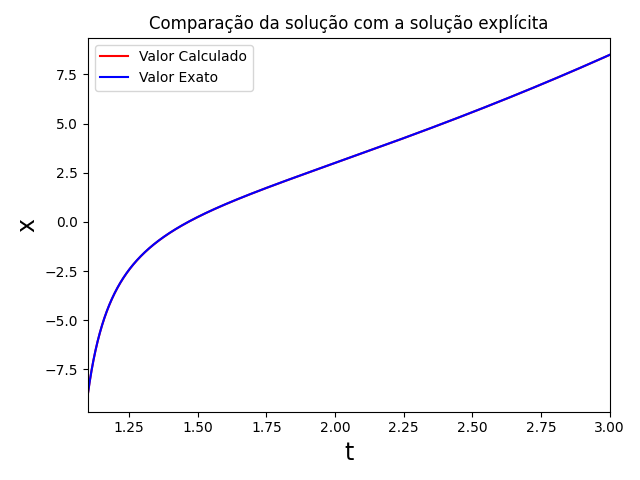 Comparação da solução com a solução explícita
Valor Calculado
Valor Exato
7.5
5.0
2.5
0.0
−2.5
−5.0
−7.5
x
1.25 1.50 1.75 2.00 2.25 2.50 2.75 3.00
t